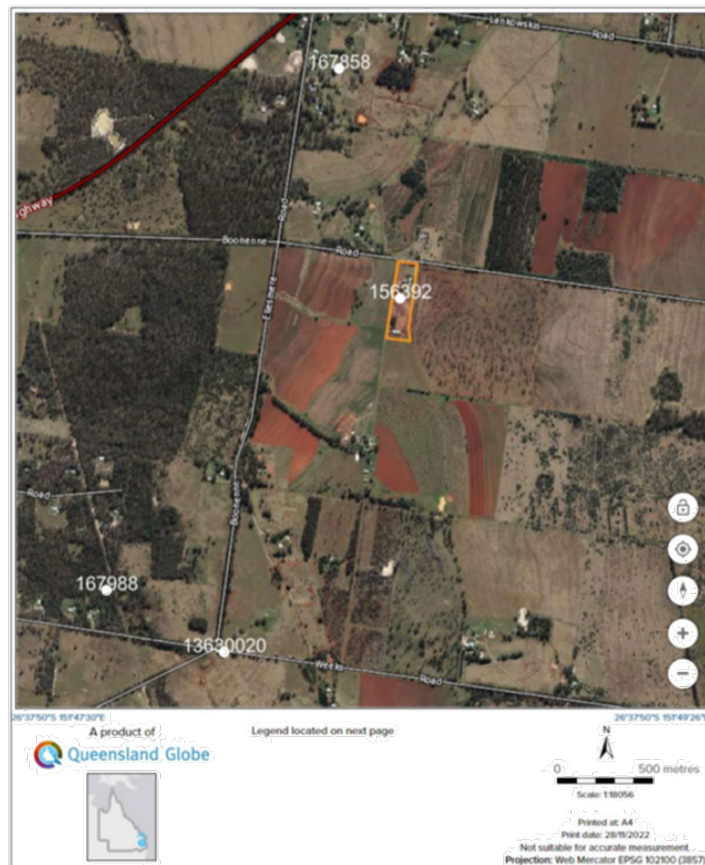 Lankowskis Road
167858
ghway
Road
Boonenne Road
Ellesmere
156392
Road
Boonenne
167988
13630020
Weeks Road
26°37'50"S 151°47'30"E
26°37'50"S 151°49'26"E
A product of
Legend located on next page
Queensland Globe
N
0 500 metres
Scale: 1:18056
Printed at: A4
Print date: 28/11/2022
Not suitable for accurate measurement.
Projection: Web Mercator EPSG 102100 (3857)